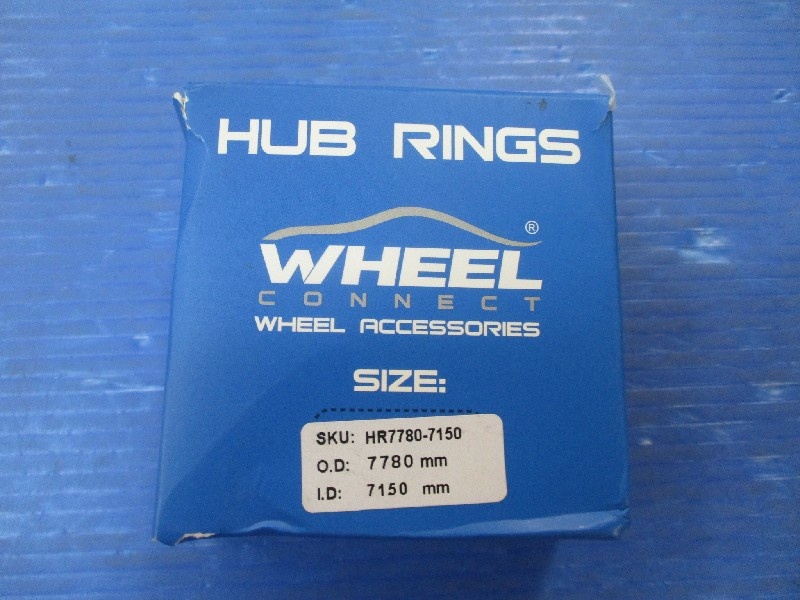 HUB RINGS
®
WHEEL
CONNECT
WHEEL ACCESSORIES
SIZE:
SKU: HR7780-7150
O.D: 7780 mm
I.D: 7150 mm